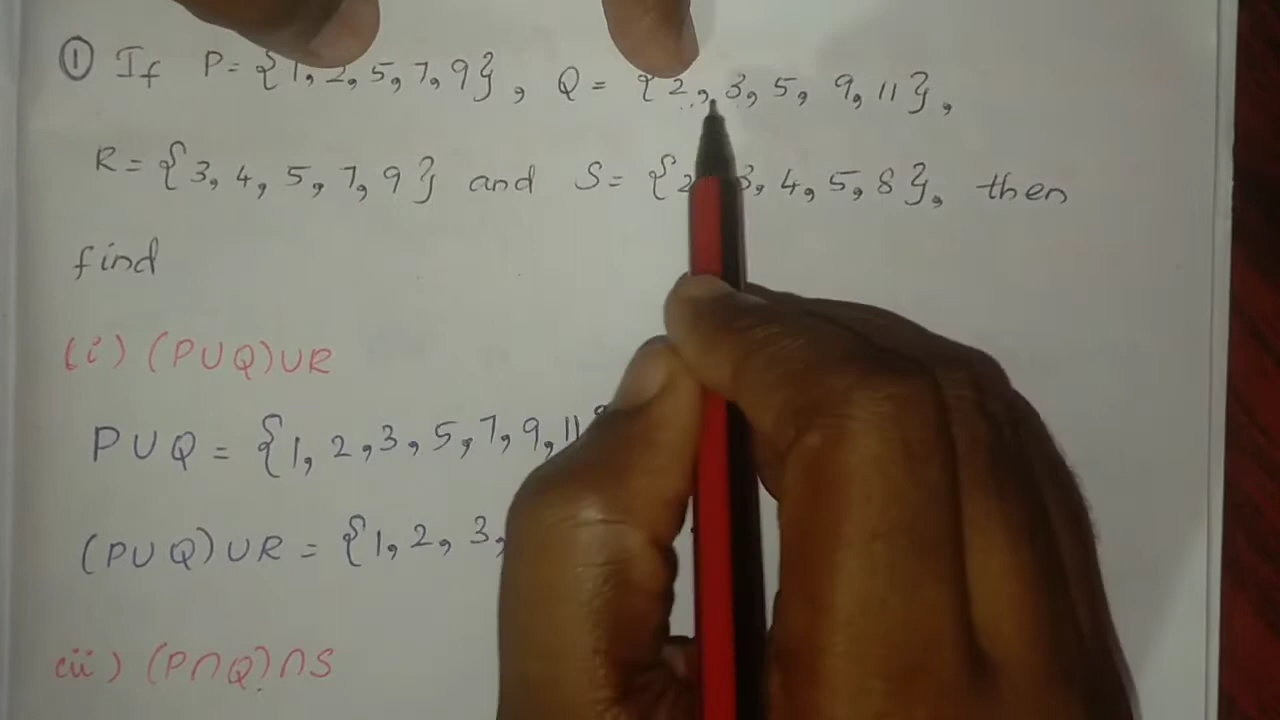 ① If P = {1, 2, 5, 7, 9}, Q = {2, 3, 5, 9, 11},
R = {3, 4, 5, 7, 9} and S = {2, 3, 4, 5, 8}, then
find
(i) (P∪Q)∪R
P∪Q = {1, 2, 3, 5, 7, 9, 11}
(P∪Q)∪R = {1, 2, 3,
(ii) (P∩Q)∩S